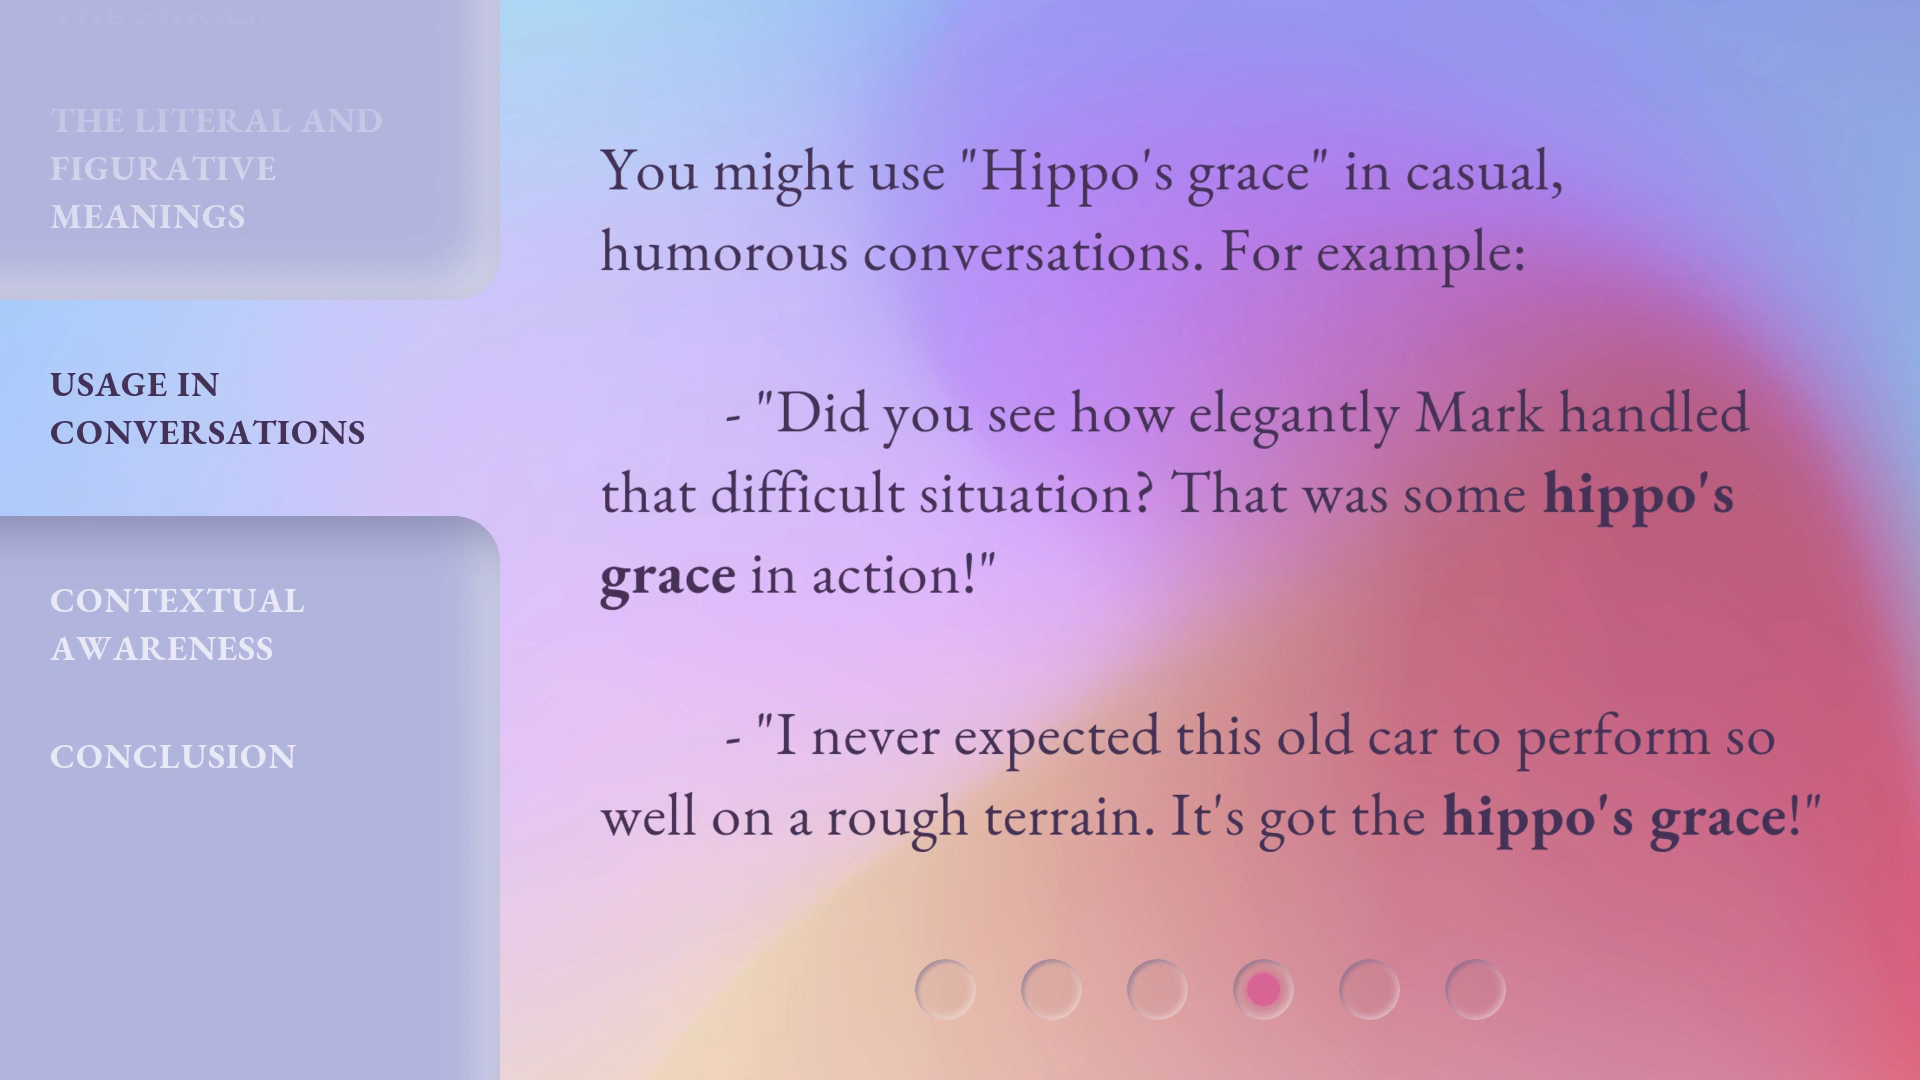 THE LITERAL AND
FIGURATIVE
MEANINGS
USAGE IN
CONVERSATIONS
CONTEXTUAL
AWARENESS
CONCLUSION
You might use "Hippo's grace" in casual,
humorous conversations. For example:
- "Did you see how elegantly Mark handled
that difficult situation? That was some hippo's
grace in action!"
- "I never expected this old car to perform so
well on a rough terrain. It's got the hippo's grace!"